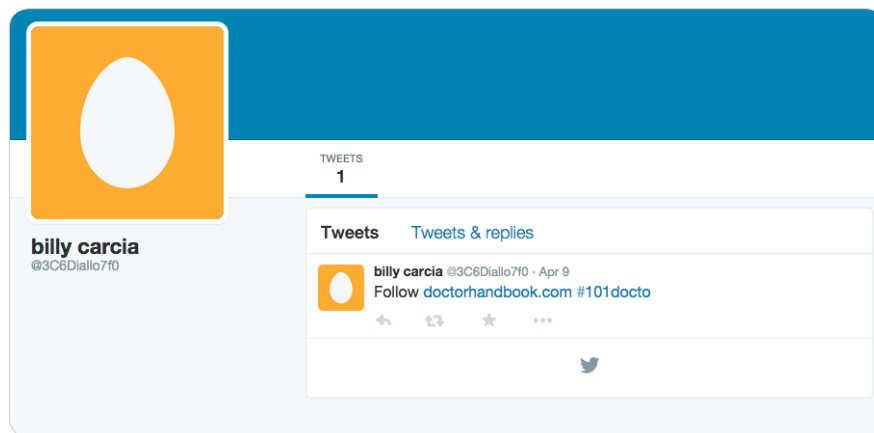 TWEETS
1
billy carcia
@3C6Diallo7f0
Tweets Tweets & replies
billy carcia @3C6Diallo7f0 · Apr 9
Follow doctorhandbook.com #101docto